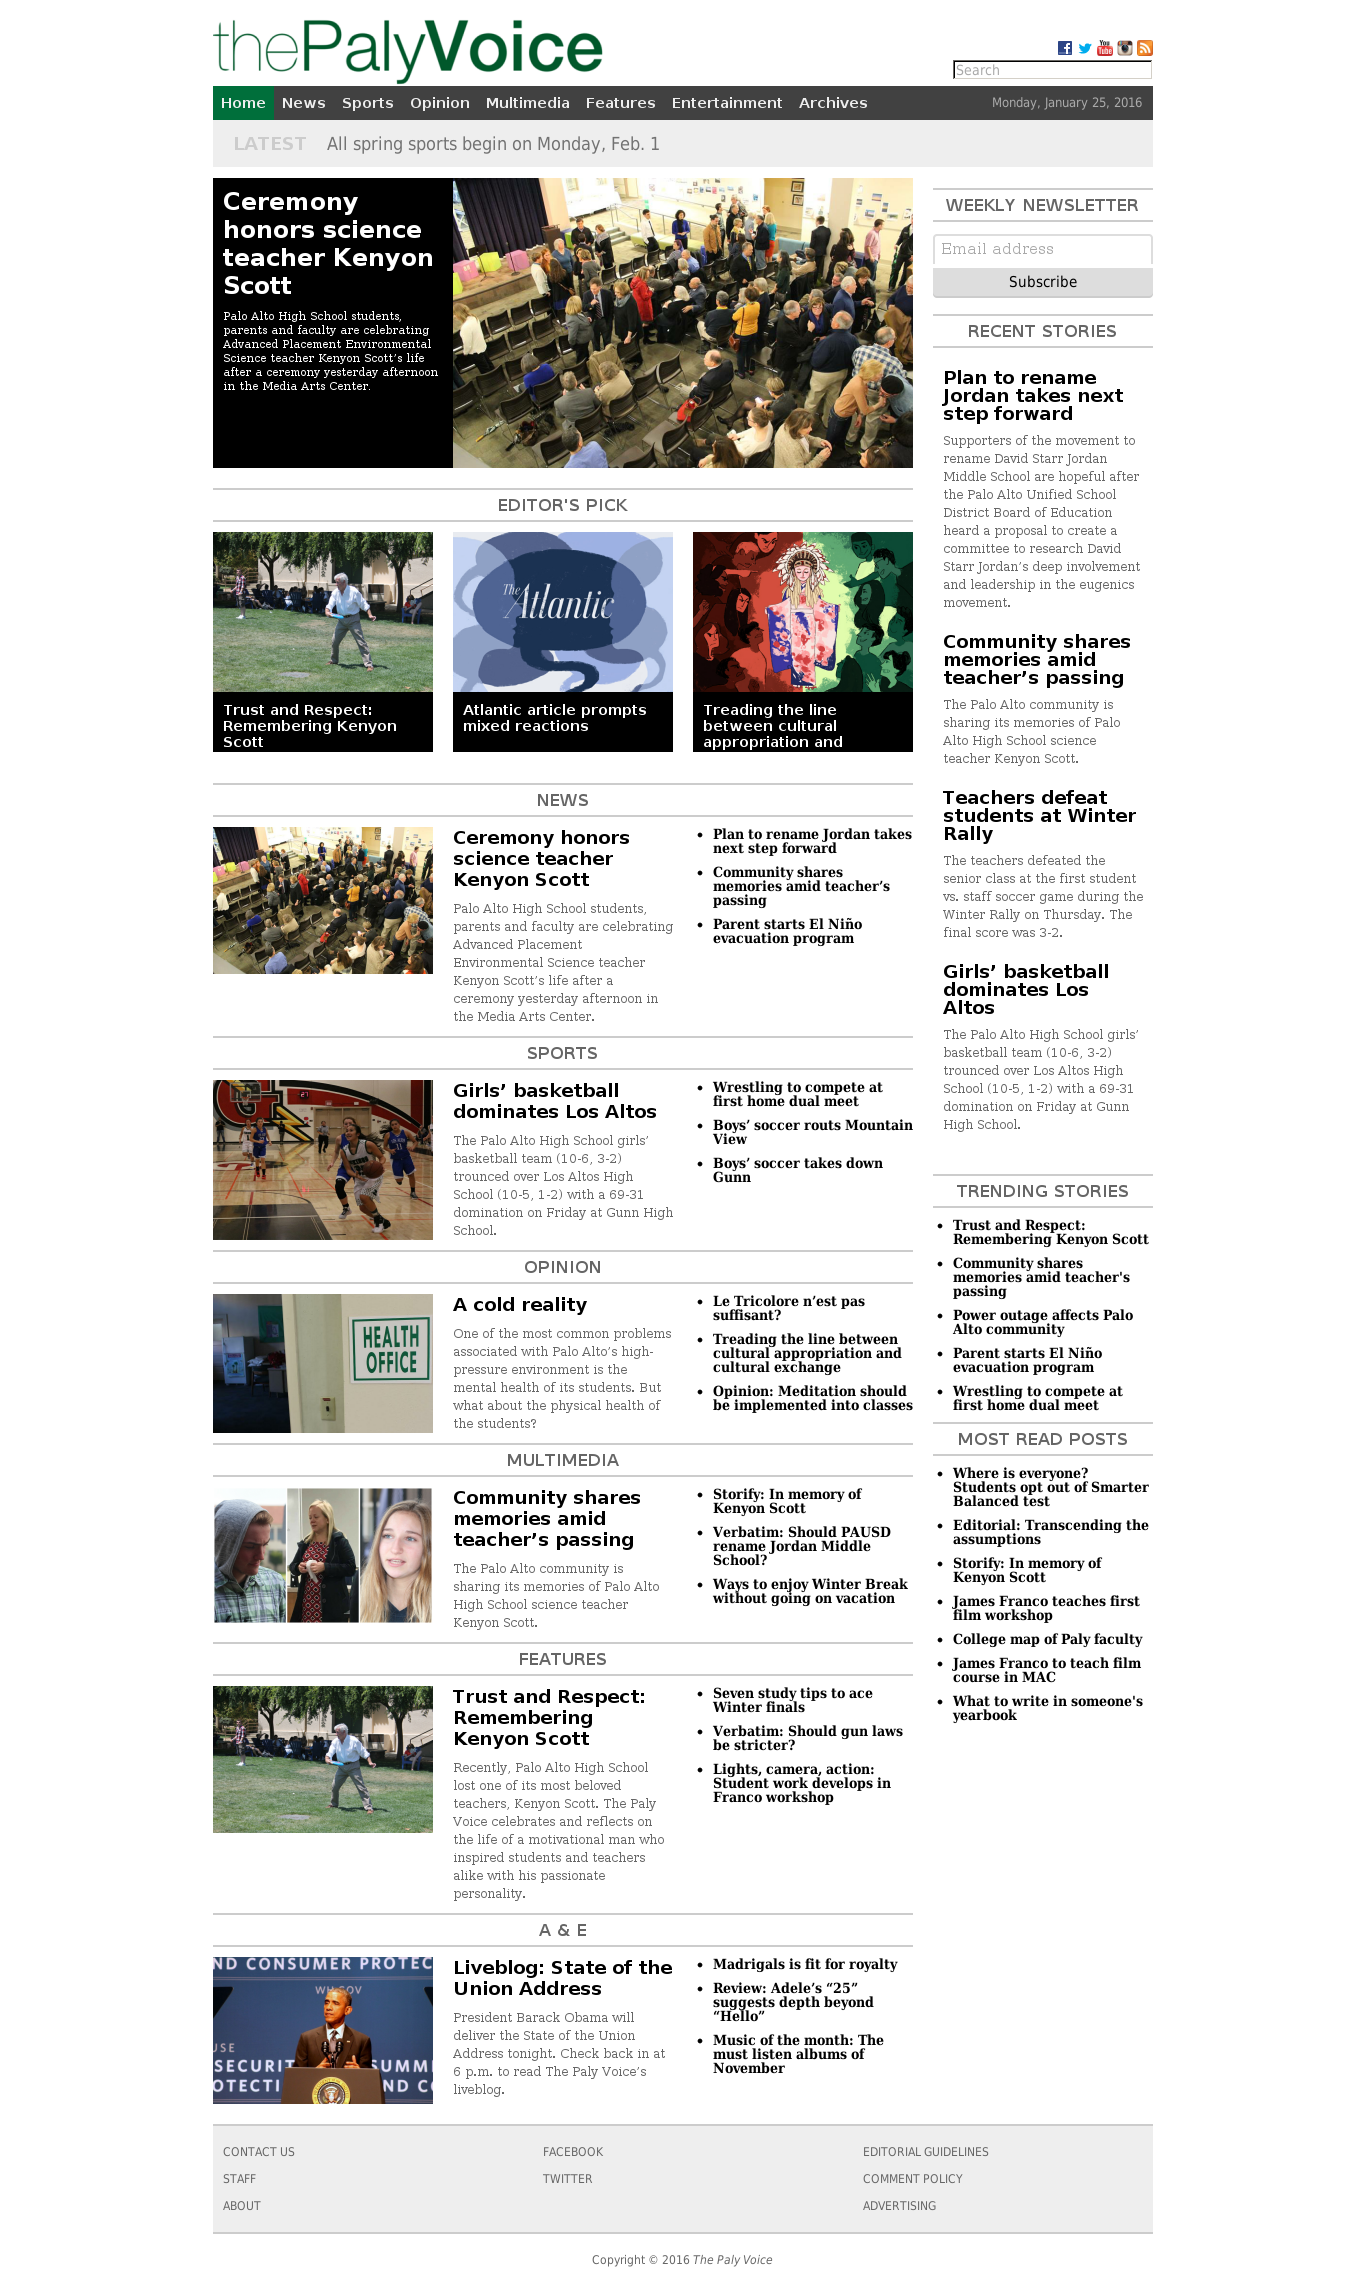 thePalyVoice
Search
Home News Sports Opinion Multimedia Features Entertainment Archives Monday, January 25, 2016
LATEST All spring sports begin on Monday, Feb. 1
Ceremony
honors science
teacher Kenyon
Scott
Palo Alto High School students,
parents and faculty are celebrating
Advanced Placement Environmental
Science teacher Kenyon Scott’s life
after a ceremony yesterday afternoon
in the Media Arts Center.
EDITOR'S PICK
Trust and Respect:
Remembering Kenyon
Scott
The Atlantic
Atlantic article prompts
mixed reactions
Treading the line
between cultural
appropriation and
NEWS
Ceremony honors
science teacher
Kenyon Scott
Palo Alto High School students,
parents and faculty are celebrating
Advanced Placement
Environmental Science teacher
Kenyon Scott’s life after a
ceremony yesterday afternoon in
the Media Arts Center.
• Plan to rename Jordan takes
next step forward
• Community shares
memories amid teacher’s
passing
• Parent starts El Niño
evacuation program
SPORTS
Girls’ basketball
dominates Los Altos
The Palo Alto High School girls’
basketball team (10-6, 3-2)
trounced over Los Altos High
School (10-5, 1-2) with a 69-31
domination on Friday at Gunn High
School.
• Wrestling to compete at
first home dual meet
• Boys’ soccer routs Mountain
View
• Boys’ soccer takes down
Gunn
OPINION
HEALTH
OFFICE
A cold reality
One of the most common problems
associated with Palo Alto’s high-
pressure environment is the
mental health of its students. But
what about the physical health of
the students?
• Le Tricolore n’est pas
suffisant?
• Treading the line between
cultural appropriation and
cultural exchange
• Opinion: Meditation should
be implemented into classes
MULTIMEDIA
Community shares
memories amid
teacher’s passing
The Palo Alto community is
sharing its memories of Palo Alto
High School science teacher
Kenyon Scott.
• Storify: In memory of
Kenyon Scott
• Verbatim: Should PAUSD
rename Jordan Middle
School?
• Ways to enjoy Winter Break
without going on vacation
FEATURES
Trust and Respect:
Remembering
Kenyon Scott
Recently, Palo Alto High School
lost one of its most beloved
teachers, Kenyon Scott. The Paly
Voice celebrates and reflects on
the life of a motivational man who
inspired students and teachers
alike with his passionate
personality.
• Seven study tips to ace
Winter finals
• Verbatim: Should gun laws
be stricter?
• Lights, camera, action:
Student work develops in
Franco workshop
A & E
ND CONSUMER PROTEC
WH.GOV
USE
SECURIT SUMM
OTECTI ND CO
Liveblog: State of the
Union Address
President Barack Obama will
deliver the State of the Union
Address tonight. Check back in at
6 p.m. to read The Paly Voice’s
liveblog.
• Madrigals is fit for royalty
• Review: Adele’s “25”
suggests depth beyond
“Hello”
• Music of the month: The
must listen albums of
November
WEEKLY NEWSLETTER
Email address
Subscribe
RECENT STORIES
Plan to rename
Jordan takes next
step forward
Supporters of the movement to
rename David Starr Jordan
Middle School are hopeful after
the Palo Alto Unified School
District Board of Education
heard a proposal to create a
committee to research David
Starr Jordan’s deep involvement
and leadership in the eugenics
movement.
Community shares
memories amid
teacher’s passing
The Palo Alto community is
sharing its memories of Palo
Alto High School science
teacher Kenyon Scott.
Teachers defeat
students at Winter
Rally
The teachers defeated the
senior class at the first student
vs. staff soccer game during the
Winter Rally on Thursday. The
final score was 3-2.
Girls’ basketball
dominates Los
Altos
The Palo Alto High School girls’
basketball team (10-6, 3-2)
trounced over Los Altos High
School (10-5, 1-2) with a 69-31
domination on Friday at Gunn
High School.
TRENDING STORIES
• Trust and Respect:
Remembering Kenyon Scott
• Community shares
memories amid teacher's
passing
• Power outage affects Palo
Alto community
• Parent starts El Niño
evacuation program
• Wrestling to compete at
first home dual meet
MOST READ POSTS
• Where is everyone?
Students opt out of Smarter
Balanced test
• Editorial: Transcending the
assumptions
• Storify: In memory of
Kenyon Scott
• James Franco teaches first
film workshop
• College map of Paly faculty
• James Franco to teach film
course in MAC
• What to write in someone's
yearbook
CONTACT US
STAFF
ABOUT
FACEBOOK
TWITTER
EDITORIAL GUIDELINES
COMMENT POLICY
ADVERTISING
Copyright © 2016 The Paly Voice